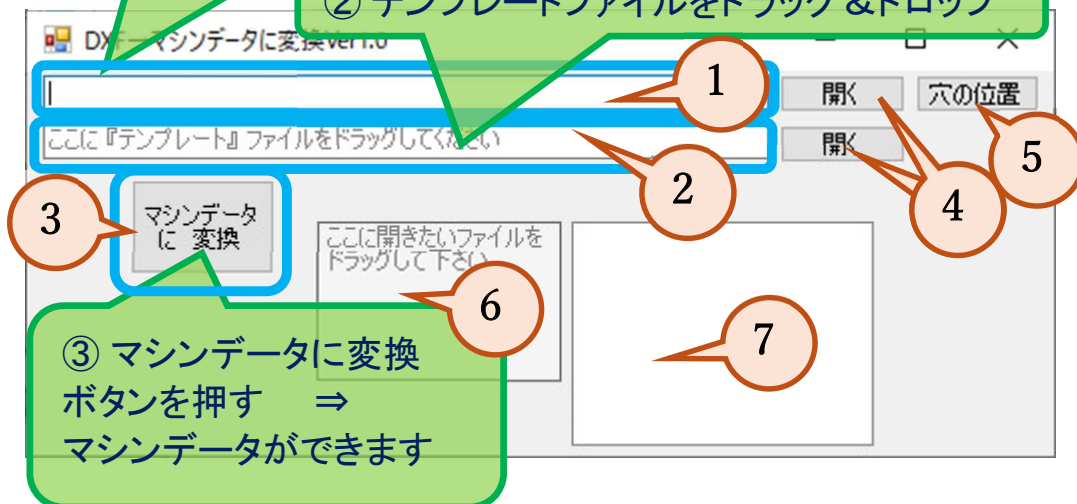 ② テンプレートファイルをドラッグ&ドロップ
DXF→マシンデータに変換Ver1.0
1
開く
穴の位置
ここに『テンプレート』ファイルをドラッグしてください
開く
5
2
4
3
マシンデータ
に 変換
ここに開きたいファイルを
ドラッグして下さい
6
7
③ マシンデータに変換
ボタンを押す ⇒
マシンデータができます